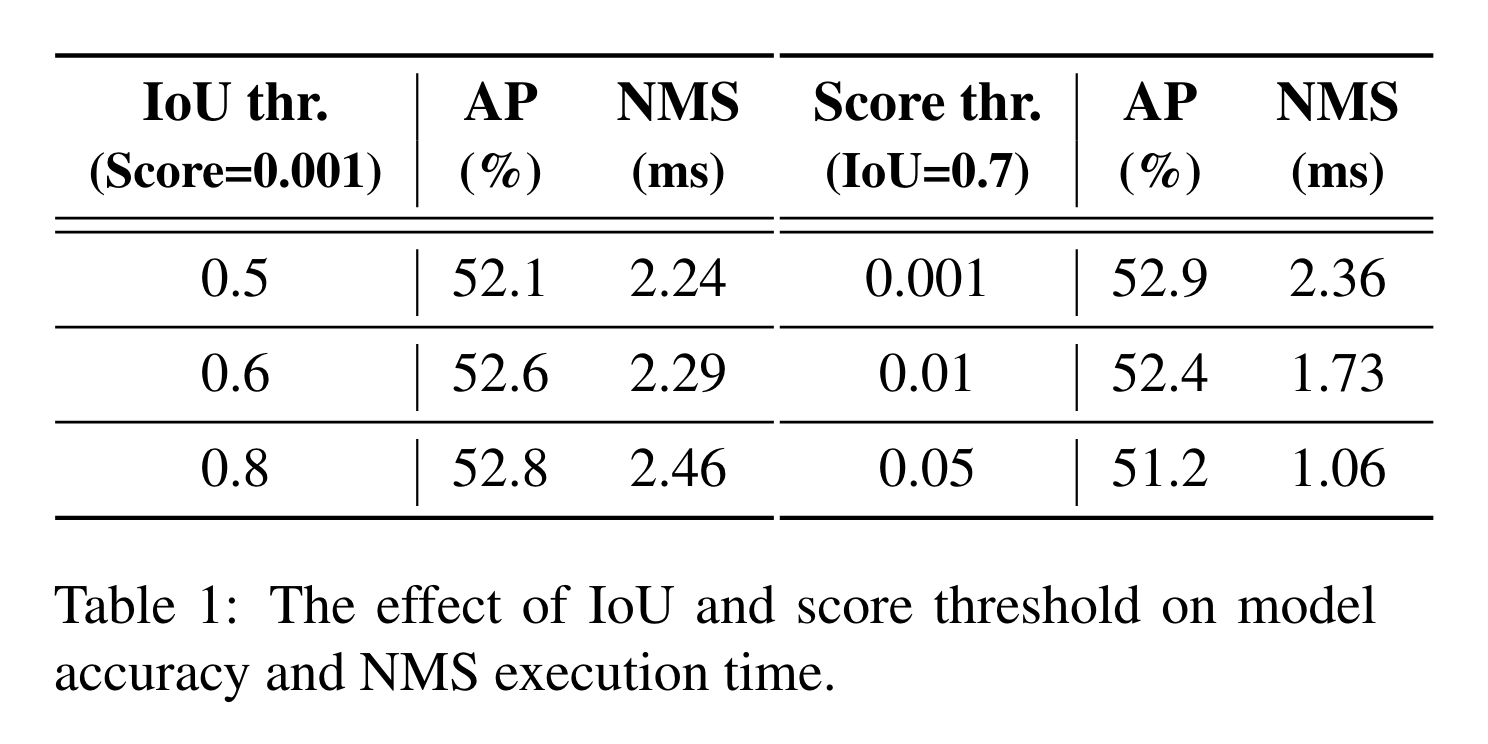 IoU thr. AP NMS Score thr. AP NMS
(Score=0.001) (%) (ms) (IoU=0.7) (%) (ms)
0.5 52.1 2.24 0.001 52.9 2.36
0.6 52.6 2.29 0.01 52.4 1.73
0.8 52.8 2.46 0.05 51.2 1.06
Table 1: The effect of IoU and score threshold on model
accuracy and NMS execution time.